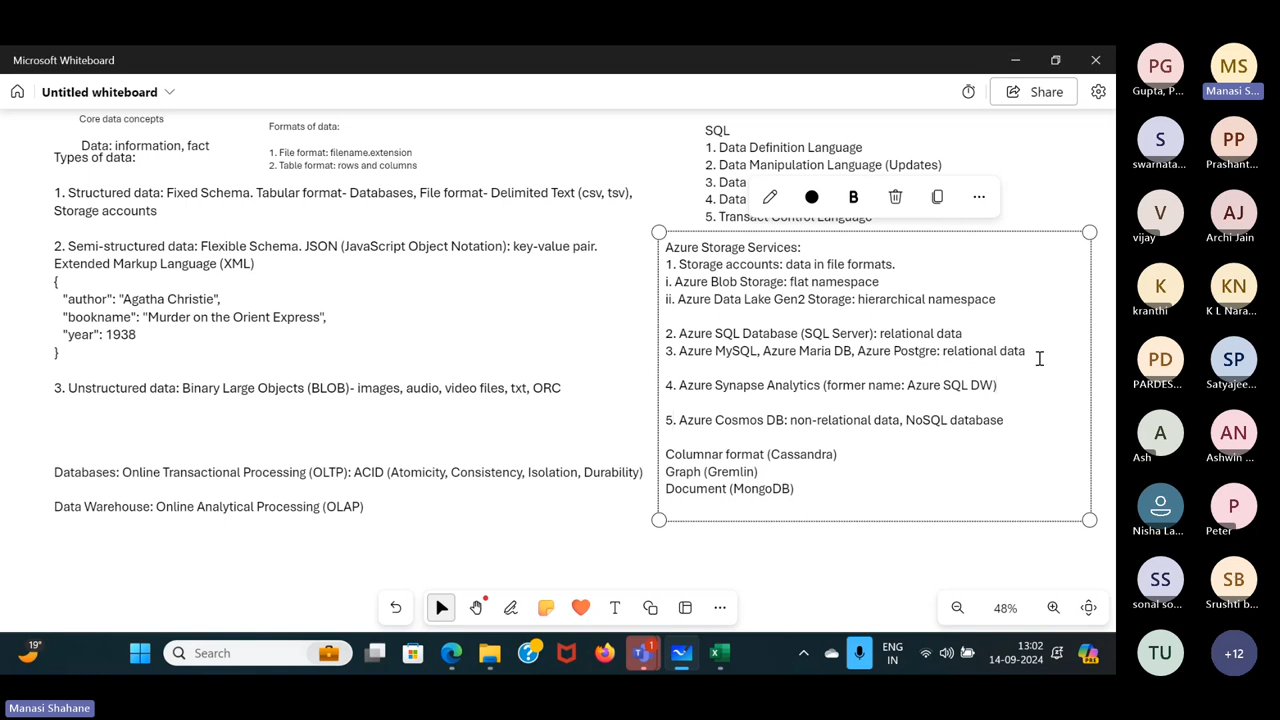 Microsoft Whiteboard
Untitled whiteboard
Share
Core data concepts
Data: information, fact
Types of data:
Formats of data:
1. File format: filename.extension
2. Table format: rows and columns
1. Structured data: Fixed Schema. Tabular format- Databases, File format- Delimited Text (csv, tsv),
Storage accounts
2. Semi-structured data: Flexible Schema. JSON (JavaScript Object Notation): key-value pair.
Extended Markup Language (XML)
{
"author": "Agatha Christie",
"bookname": "Murder on the Orient Express",
"year": 1938
}
3. Unstructured data: Binary Large Objects (BLOB)- images, audio, video files, txt, ORC
Databases: Online Transactional Processing (OLTP): ACID (Atomicity, Consistency, Isolation, Durability)
Data Warehouse: Online Analytical Processing (OLAP)
SQL
1. Data Definition Language
2. Data Manipulation Language (Updates)
3. Data
4. Data
5. Transact Control Language
B
Azure Storage Services:
1. Storage accounts: data in file formats.
i. Azure Blob Storage: flat namespace
ii. Azure Data Lake Gen2 Storage: hierarchical namespace
2. Azure SQL Database (SQL Server): relational data
3. Azure MySQL, Azure Maria DB, Azure Postgre: relational data
4. Azure Synapse Analytics (former name: Azure SQL DW)
5. Azure Cosmos DB: non-relational data, NoSQL database
Columnar format (Cassandra)
Graph (Gremlin)
Document (MongoDB)
T
48%
19°
Search
1
ENG
IN
13:02
14-09-2024
PRE
Manasi Shahane
PG
Gupta, P...
MS
Manasi S...
S
swarnata...
PP
Prashant...
V
vijay
AJ
Archi Jain
K
kranthi
KN
K L Nara...
PD
PARDES...
SP
Satyajee...
A
Ash
AN
Ashwin ...
Nisha La...
P
Peter
SS
sonal so...
SB
Srushti b...
TU
+12